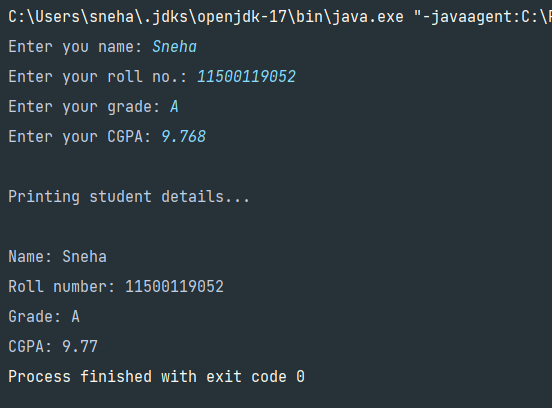 C:\Users\sneha\.jdks\openjdk-17\bin\java.exe "-javaagent:C:\
Enter you name: Sneha
Enter your roll no.: 11500119052
Enter your grade: A
Enter your CGPA: 9.768
Printing student details...
Name: Sneha
Roll number: 11500119052
Grade: A
CGPA: 9.77
Process finished with exit code 0